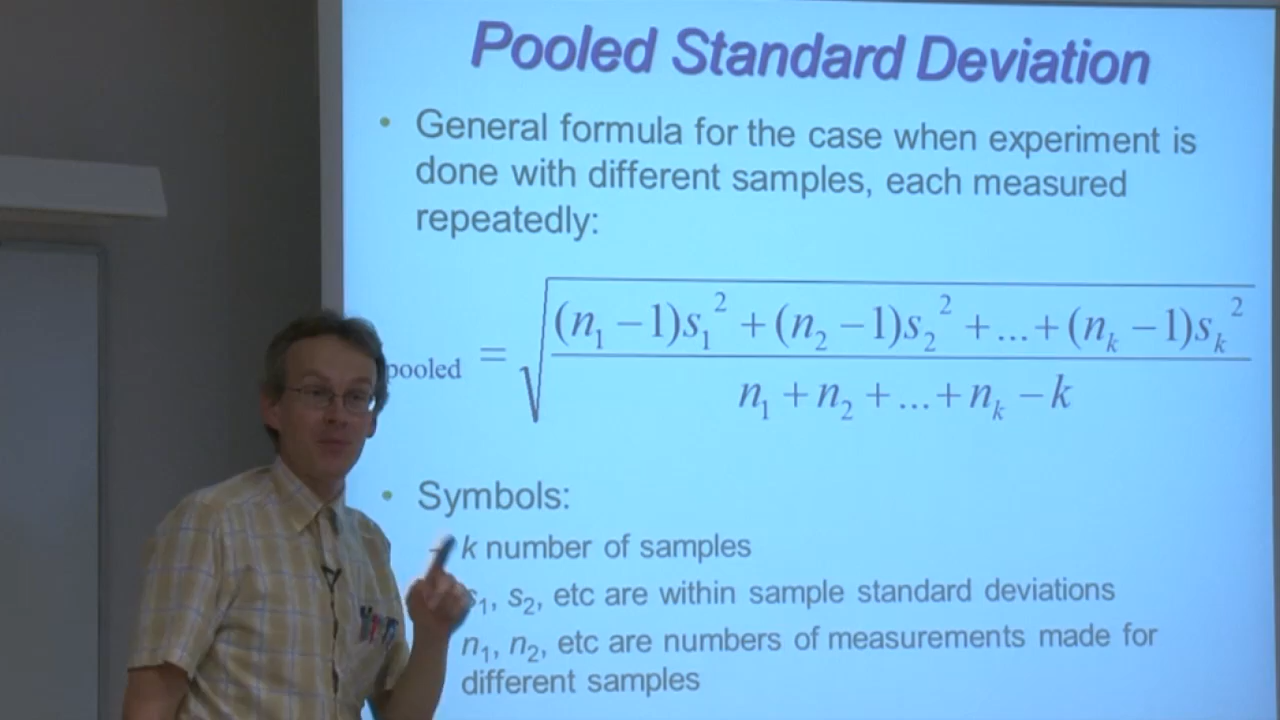 Pooled Standard Deviation
• General formula for the case when experiment is
done with different samples, each measured
repeatedly:
pooled = √(((n₁ − 1)s₁² + (n₂ − 1)s₂² + ... + (nₖ − 1)sₖ²) / (n₁ + n₂ + ... + nₖ − k))
• Symbols:
– k number of samples
s₁, s₂, etc are within sample standard deviations
n₁, n₂, etc are numbers of measurements made for
different samples